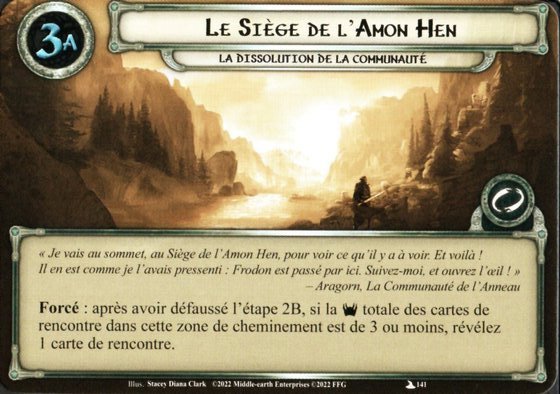 3A
LE SIÈGE DE L'AMON HEN
LA DISSOLUTION DE LA COMMUNAUTÉ
« Je vais au sommet, au Siège de l'Amon Hen, pour voir ce qu'il y a à voir. Et voilà !
Il en est comme je l'avais pressenti : Frodon est passé par ici. Suivez-moi, et ouvrez l'œil ! »
– Aragorn, La Communauté de l'Anneau
Forcé : après avoir défaussé l'étape 2B, si la totale des cartes de
rencontre dans cette zone de cheminement est de 3 ou moins, révélez
1 carte de rencontre.
Illus. Stacey Diana Clark ©2022 Middle-earth Enterprises ©2022 FFG 141